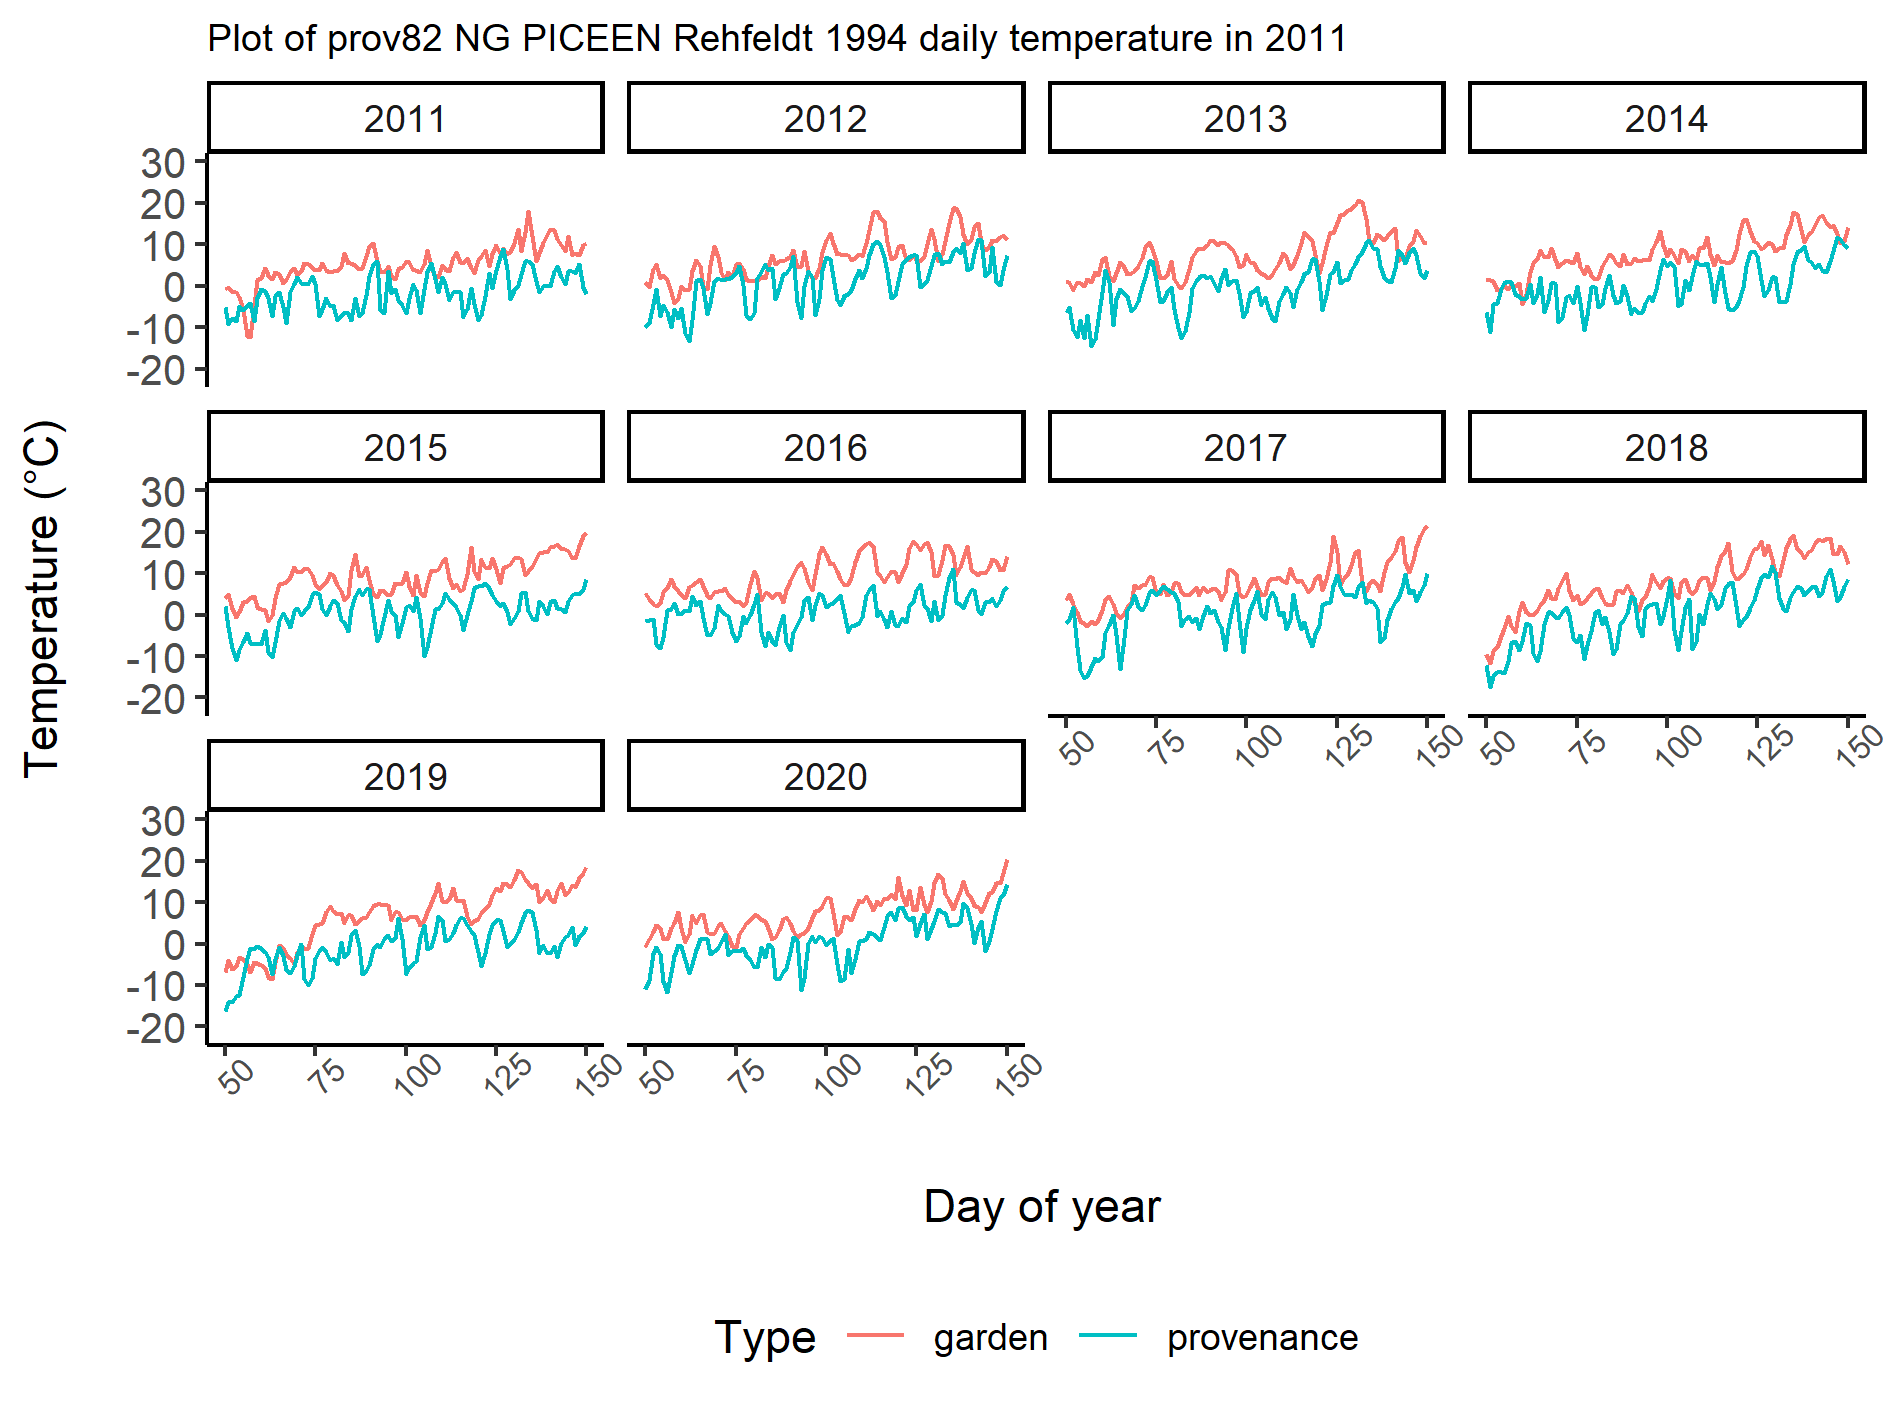 Plot of prov82 NG PICEEN Rehfeldt 1994 daily temperature in 2011
2011 2012 2013 2014
30
20
10
0
-10
-20
2015 2016 2017 2018
30
20
10
0
-10
-20
50 75 100 125 150 50 75 100 125 150
2019 2020
30
20
10
0
-10
-20
50 75 100 125 150 50 75 100 125 150
Temperature (°C)
Day of year
Type garden provenance